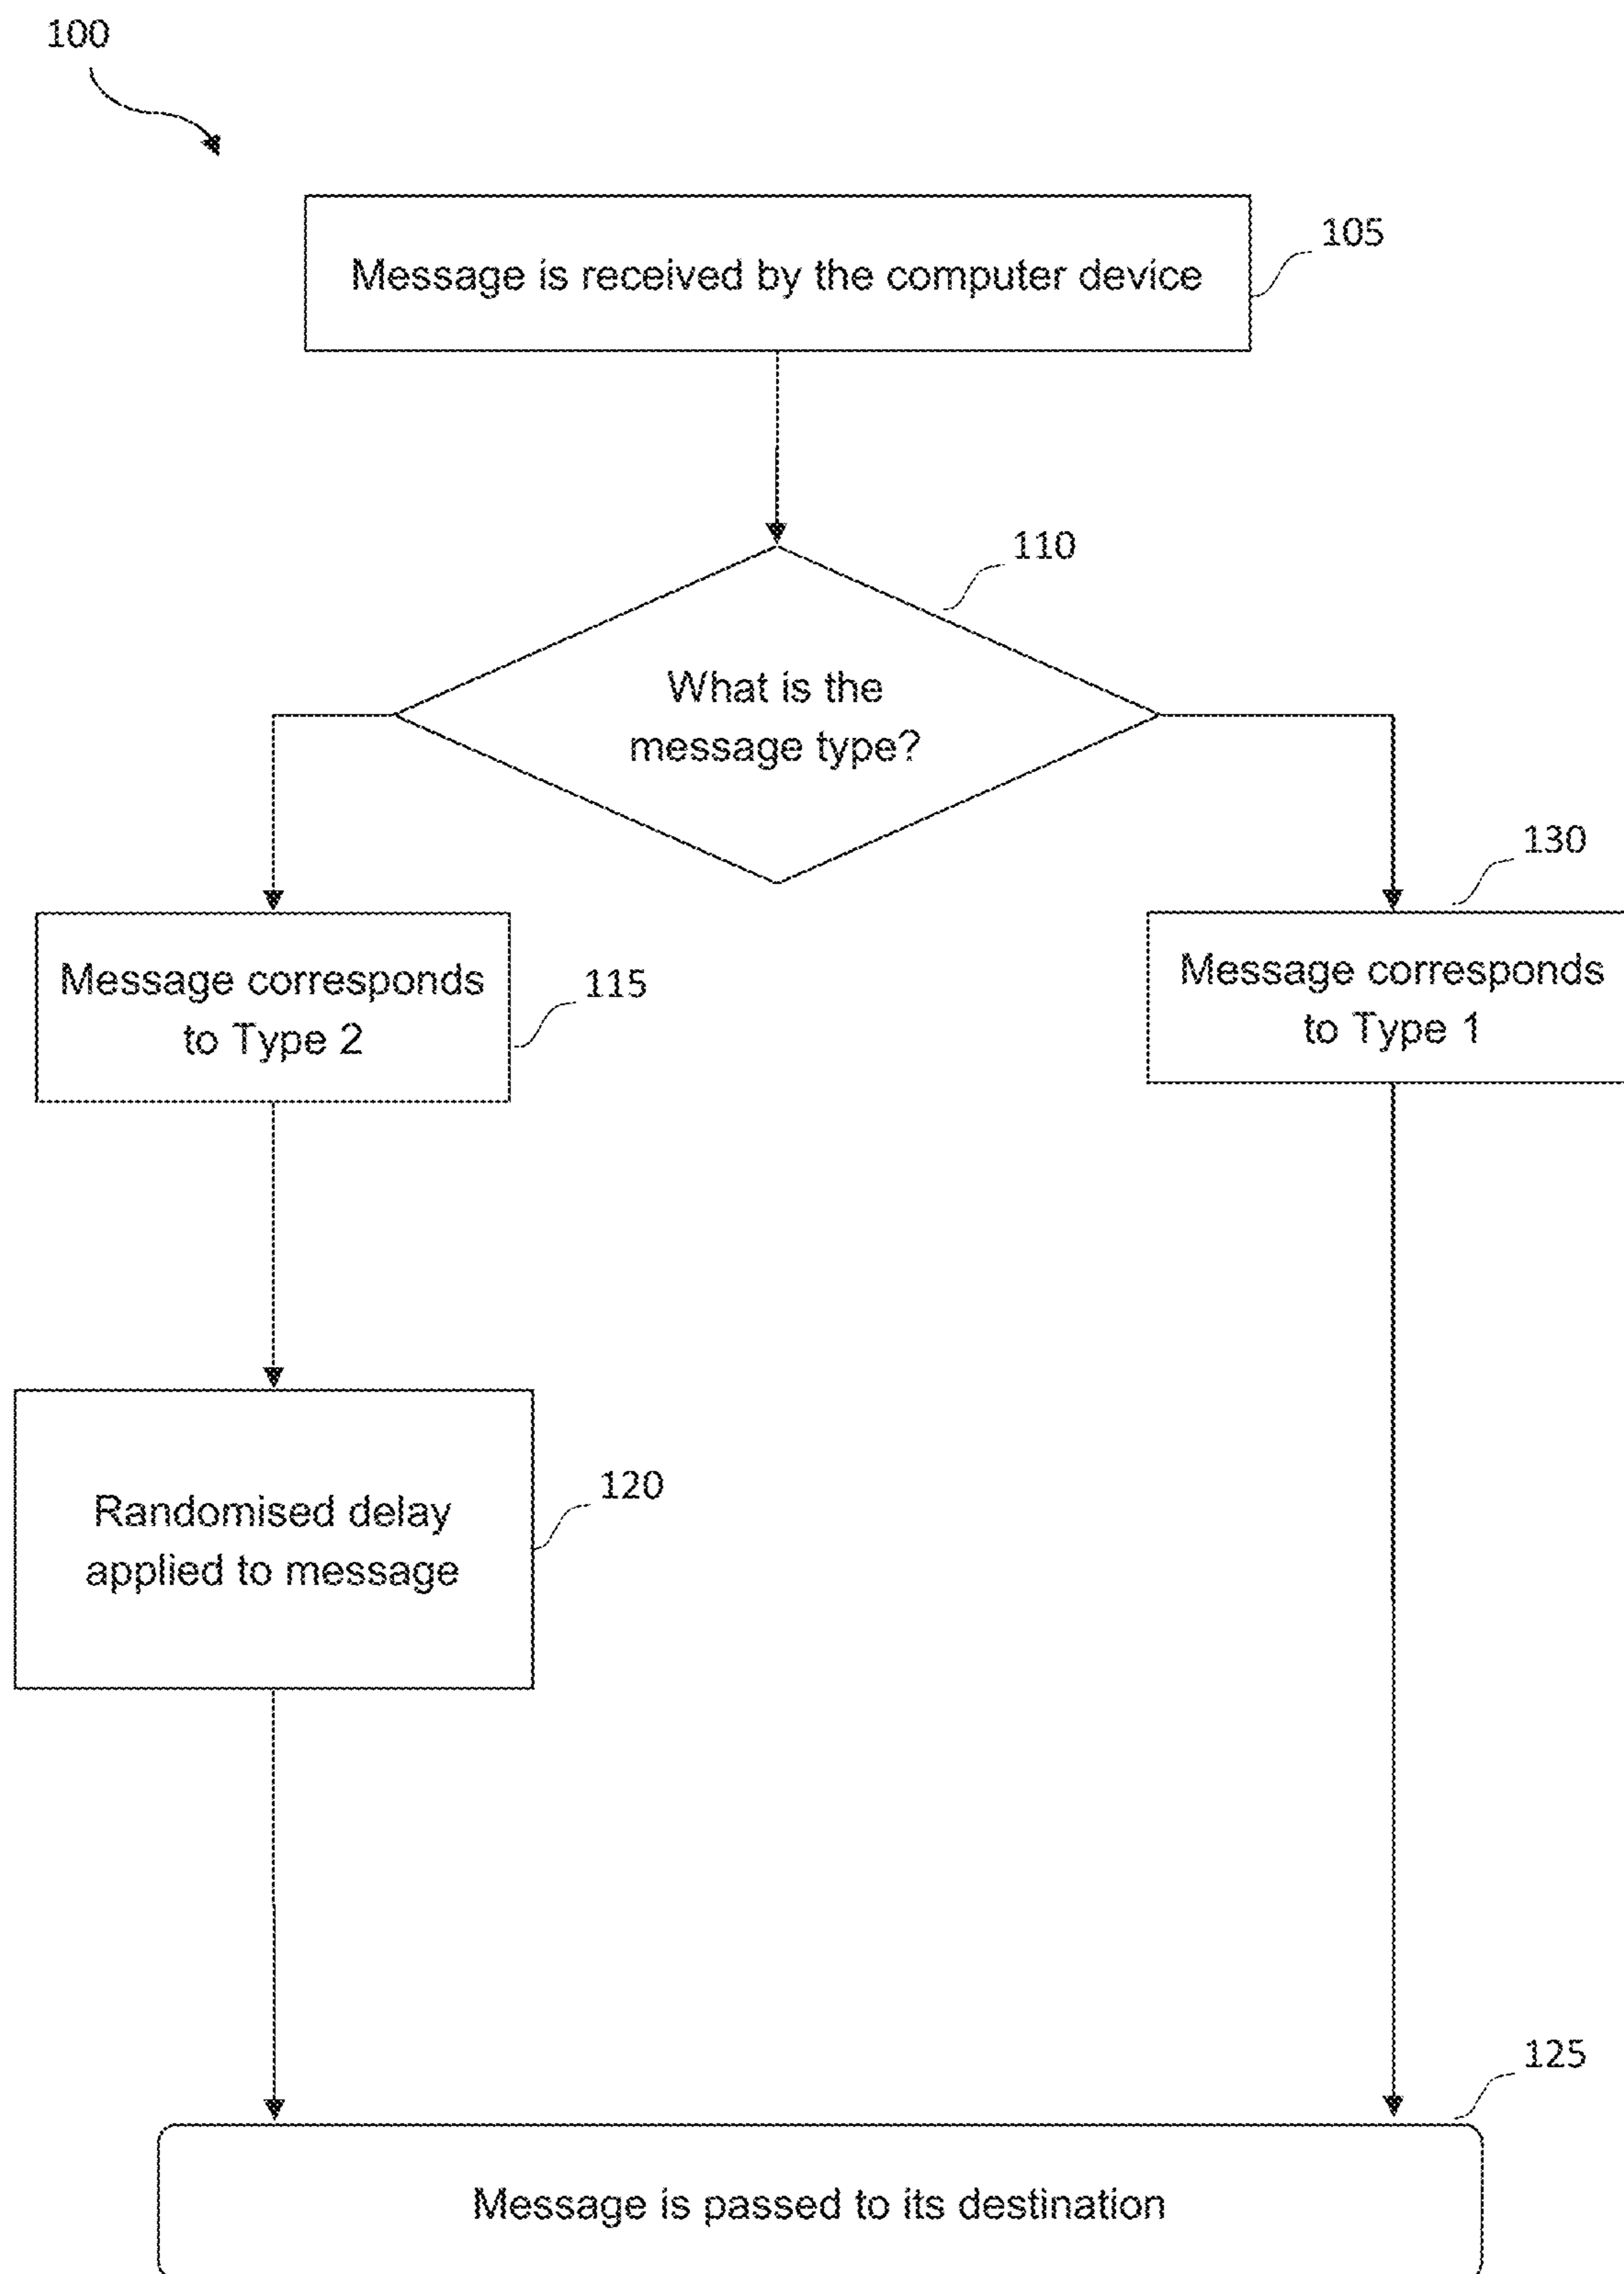 100
105
Message is received by the computer device
110
What is the
message type?
130
Message corresponds
to Type 2
115
Message corresponds
to Type 1
120
Randomised delay
applied to message
125
Message is passed to its destination